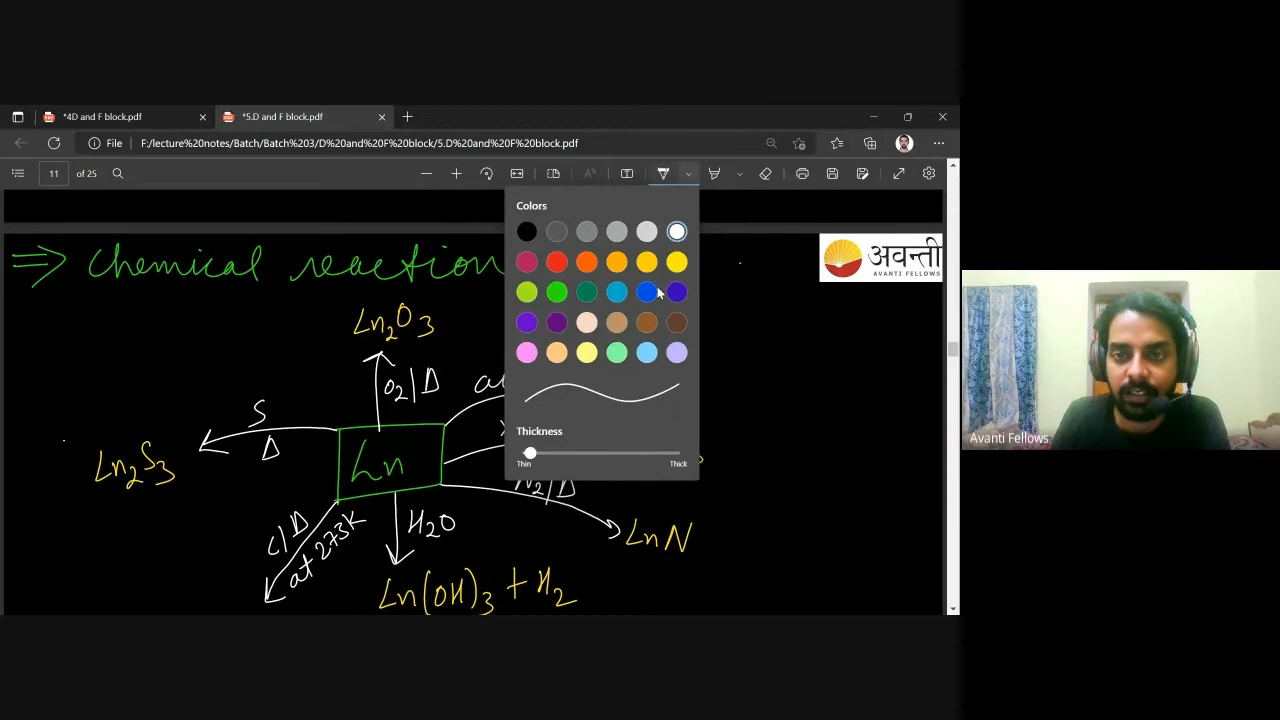 *4D and F block.pdf
*5.D and F block.pdf
File
F:/lecture%20notes/Batch/Batch%203/D%20and%20F%20block/5.D%20and%20F%20block.pdf
11 of 25
Colors
Thickness
Thin
Thick
⇒ Chemical reaction
अवन्ती
AVANTI FELLOWS
Ln2O3
O2/Δ
S
Δ
Ln2S3
Ln
N2/Δ
LnN
C/Δ
at 273K
H2O
Ln(OH)3 + H2
Avanti Fellows